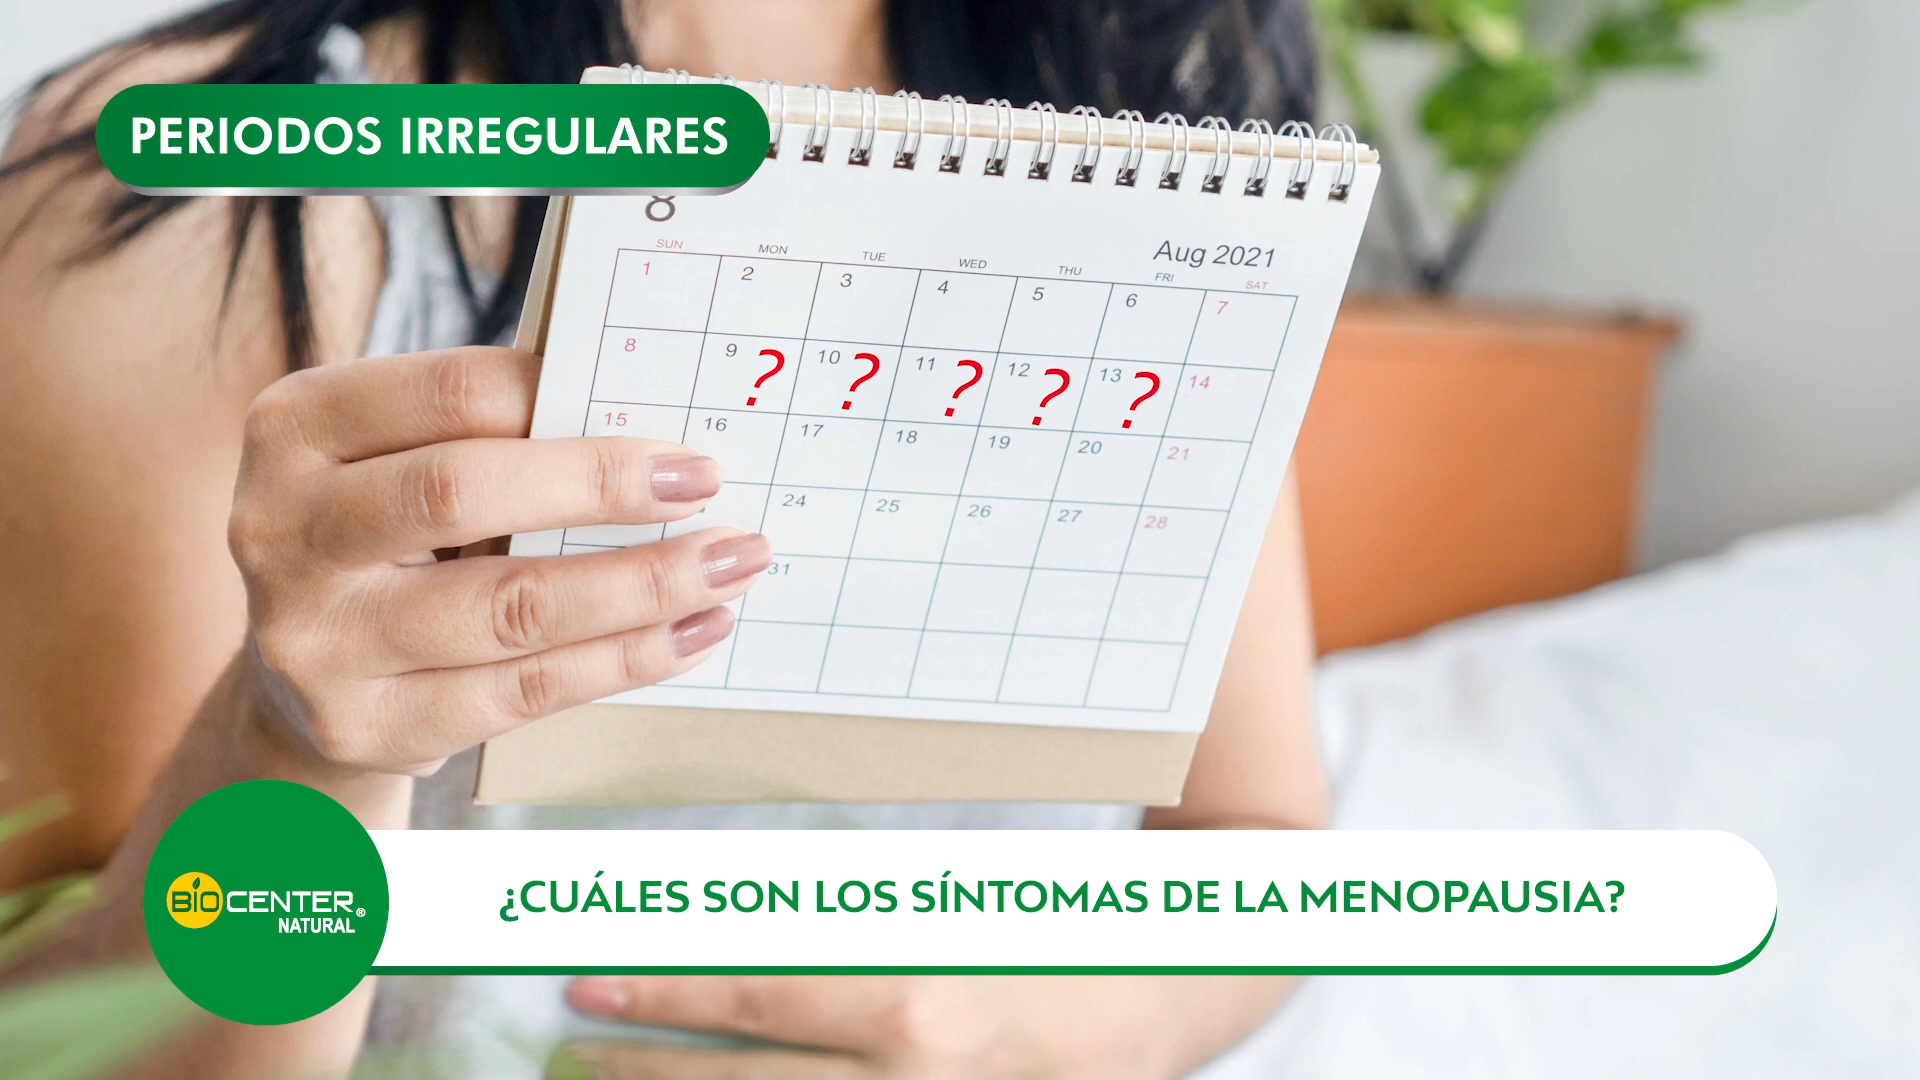 PERIODOS IRREGULARES
8
Aug 2021
SUN MON TUE WED THU FRI SAT
1 2 3 4 5 6 7
8 9 ? 10 ? 11 ? 12 ? 13 ? 14
15 16 17 18 19 20 21
24 25 26 27 28
31
BIOCENTER®
NATURAL
¿CUÁLES SON LOS SÍNTOMAS DE LA MENOPAUSIA?